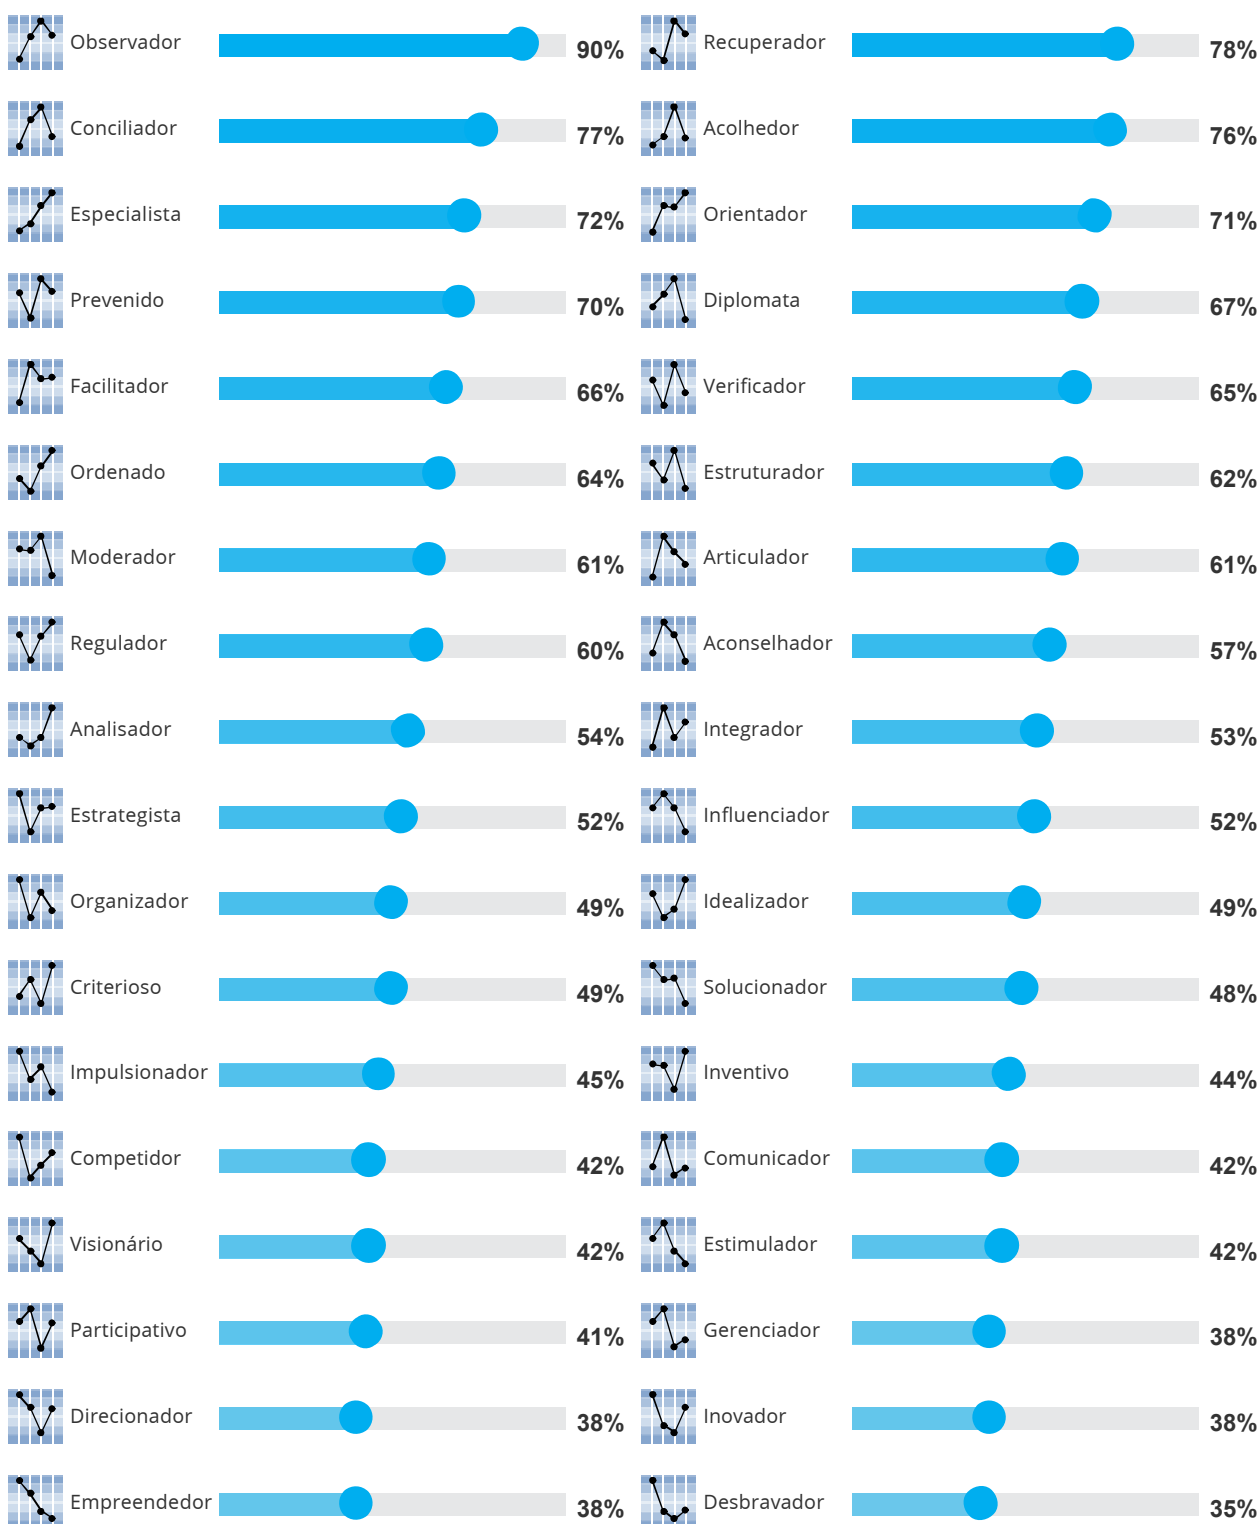 Observador 90% Recuperador 78%
Conciliador 77% Acolhedor 76%
Especialista 72% Orientador 71%
Prevenido 70% Diplomata 67%
Facilitador 66% Verificador 65%
Ordenado 64% Estruturador 62%
Moderador 61% Articulador 61%
Regulador 60% Aconselhador 57%
Analisador 54% Integrador 53%
Estrategista 52% Influenciador 52%
Organizador 49% Idealizador 49%
Criterioso 49% Solucionador 48%
Impulsionador 45% Inventivo 44%
Competidor 42% Comunicador 42%
Visionário 42% Estimulador 42%
Participativo 41% Gerenciador 38%
Direcionador 38% Inovador 38%
Empreendedor 38% Desbravador 35%